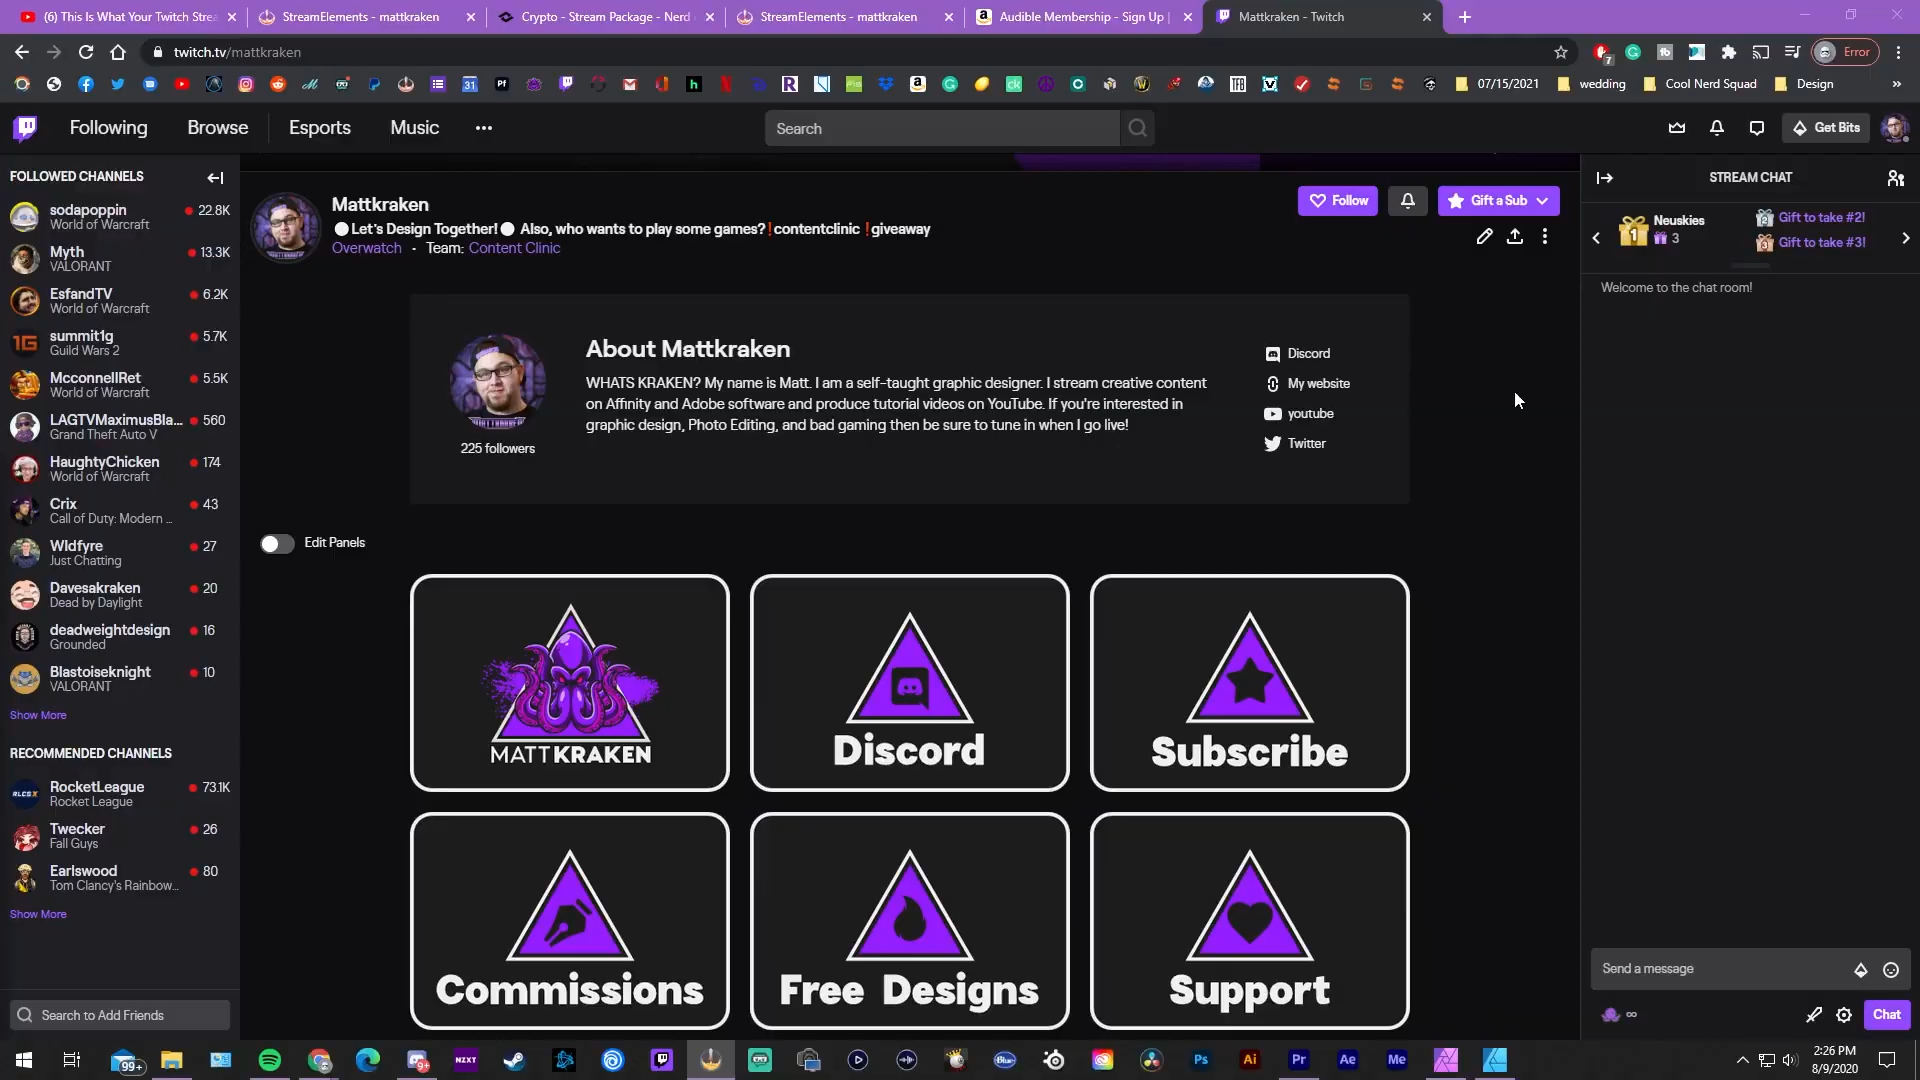 (6) This Is What Your Twitch Stre
StreamElements - mattkraken
Crypto - Stream Package - Nerd
StreamElements - mattkraken
Audible Membership - Sign Up |
Mattkraken - Twitch
twitch.tv/mattkraken
7
Error
31
07/15/2021
wedding
Cool Nerd Squad
Design
Following
Browse
Esports
Music
Search
Get Bits
FOLLOWED CHANNELS
sodapoppin
22.8K
World of Warcraft
Myth
13.3K
VALORANT
EsfandTV
6.2K
World of Warcraft
summit1g
5.7K
Guild Wars 2
McconnellRet
5.5K
World of Warcraft
LAGTVMaximusBla...
560
Grand Theft Auto V
HaughtyChicken
174
World of Warcraft
Crix
43
Call of Duty: Modern ...
Wldfyre
27
Just Chatting
Davesakraken
20
Dead by Daylight
deadweightdesign
16
Grounded
Blastoiseknight
10
VALORANT
Show More
RECOMMENDED CHANNELS
RocketLeague
73.1K
Rocket League
Twecker
26
Fall Guys
Earlswood
80
Tom Clancy's Rainbow...
Show More
Search to Add Friends
Mattkraken
Let's Design Together! Also, who wants to play some games?❗contentclinic ❗giveaway
Overwatch · Team: Content Clinic
Follow
Gift a Sub
About Mattkraken
WHATS KRAKEN? My name is Matt. I am a self-taught graphic designer. I stream creative content
on Affinity and Adobe software and produce tutorial videos on YouTube. If you're interested in
graphic design, Photo Editing, and bad gaming then be sure to tune in when I go live!
225 followers
Discord
My website
youtube
Twitter
Edit Panels
MATTKRAKEN
Discord
Subscribe
Commissions
Free Designs
Support
STREAM CHAT
1
Neuskies
3
Gift to take #2!
Gift to take #3!
Welcome to the chat room!
Send a message
∞
Chat
99+
9+
NZXT
Ps
Ai
Pr
Ae
Me
2:26 PM
8/9/2020